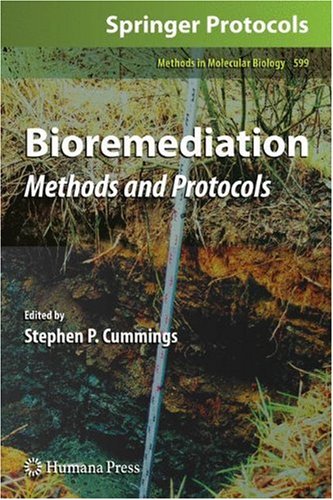 Springer Protocols
Methods in Molecular Biology 599
Bioremediation
Methods and Protocols
Edited by
Stephen P. Cummings
Humana Press